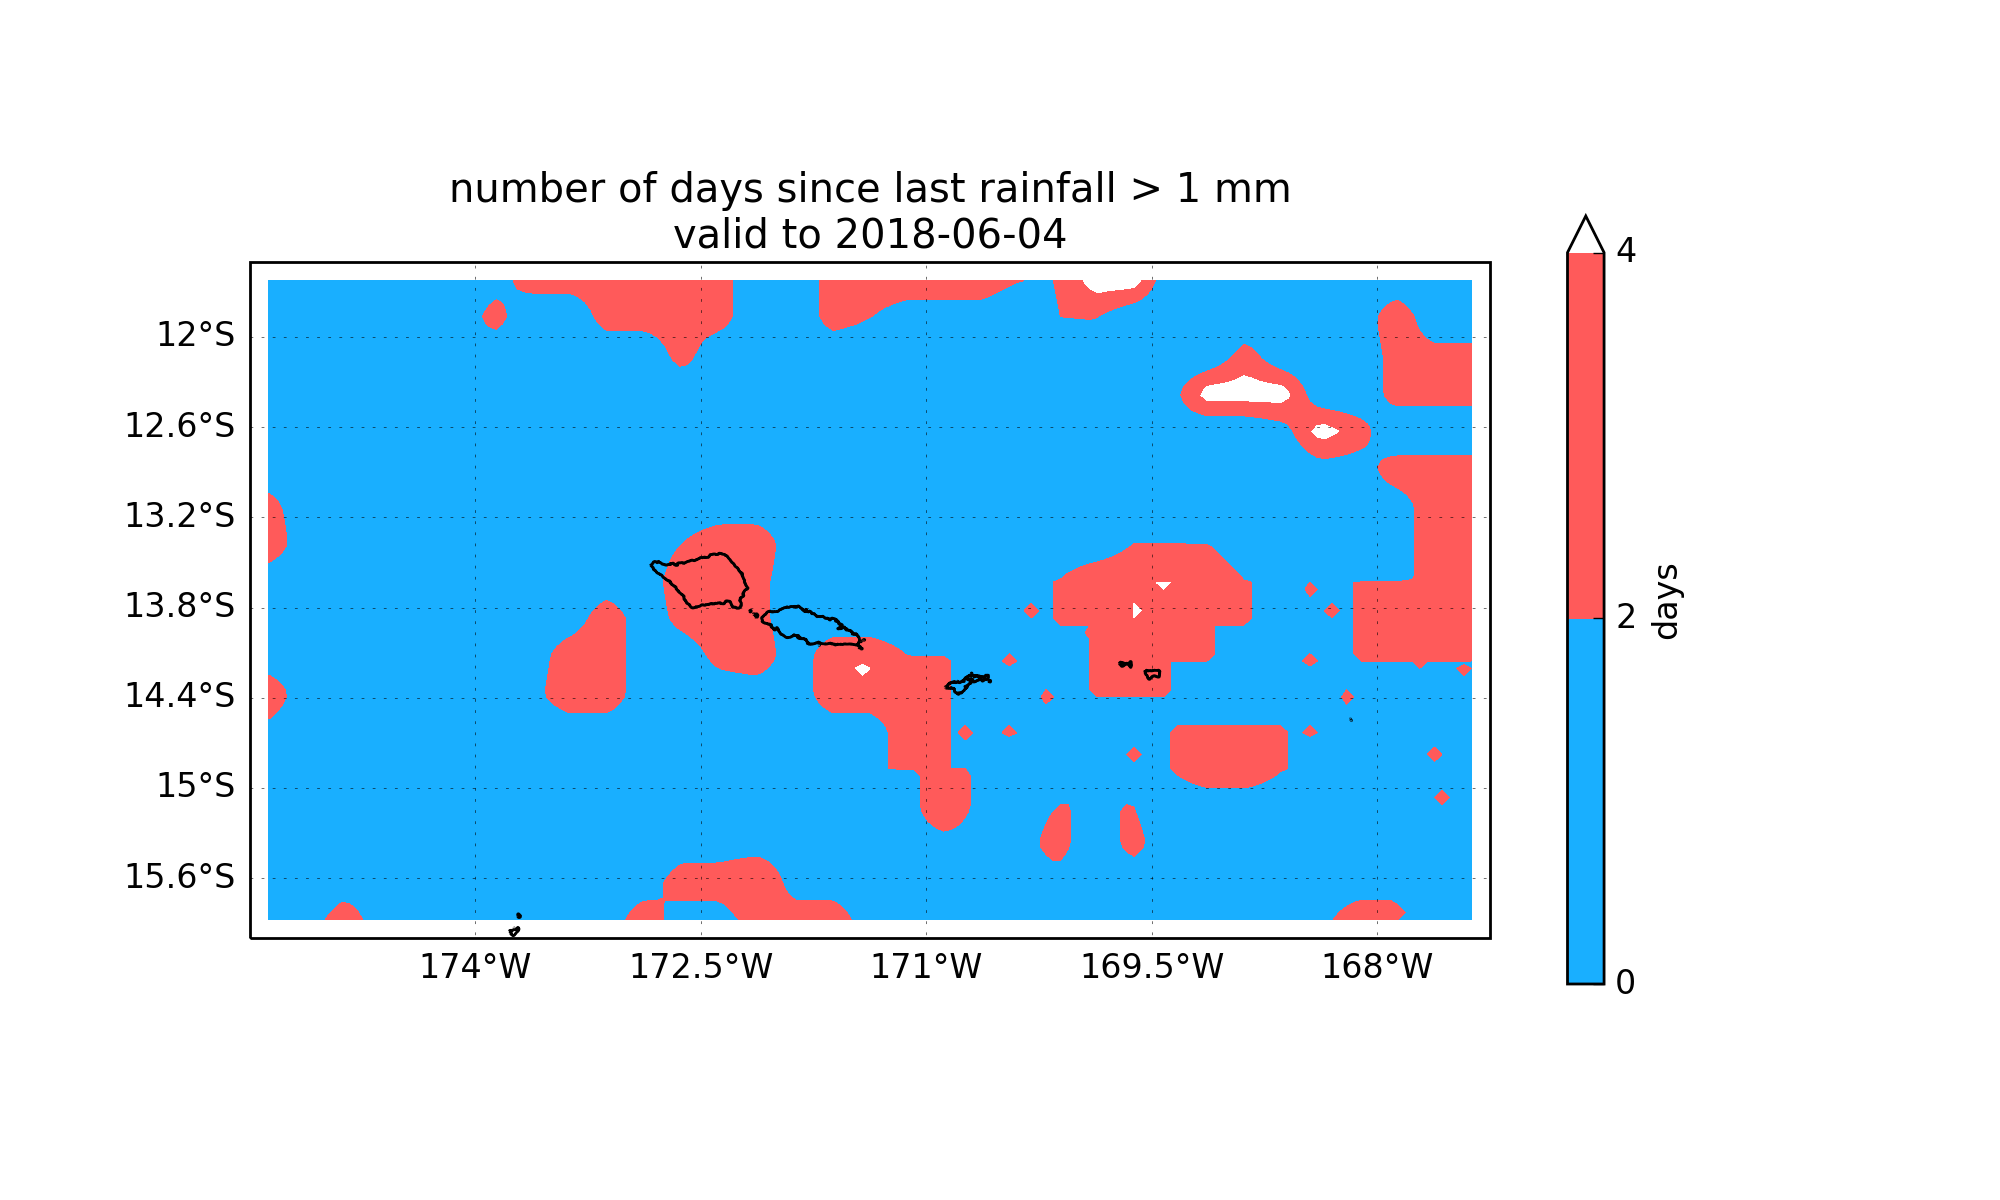 number of days since last rainfall > 1 mm
valid to 2018-06-04
12°S
12.6°S
13.2°S
13.8°S
14.4°S
15°S
15.6°S
174°W
172.5°W
171°W
169.5°W
168°W
4
2
0
days